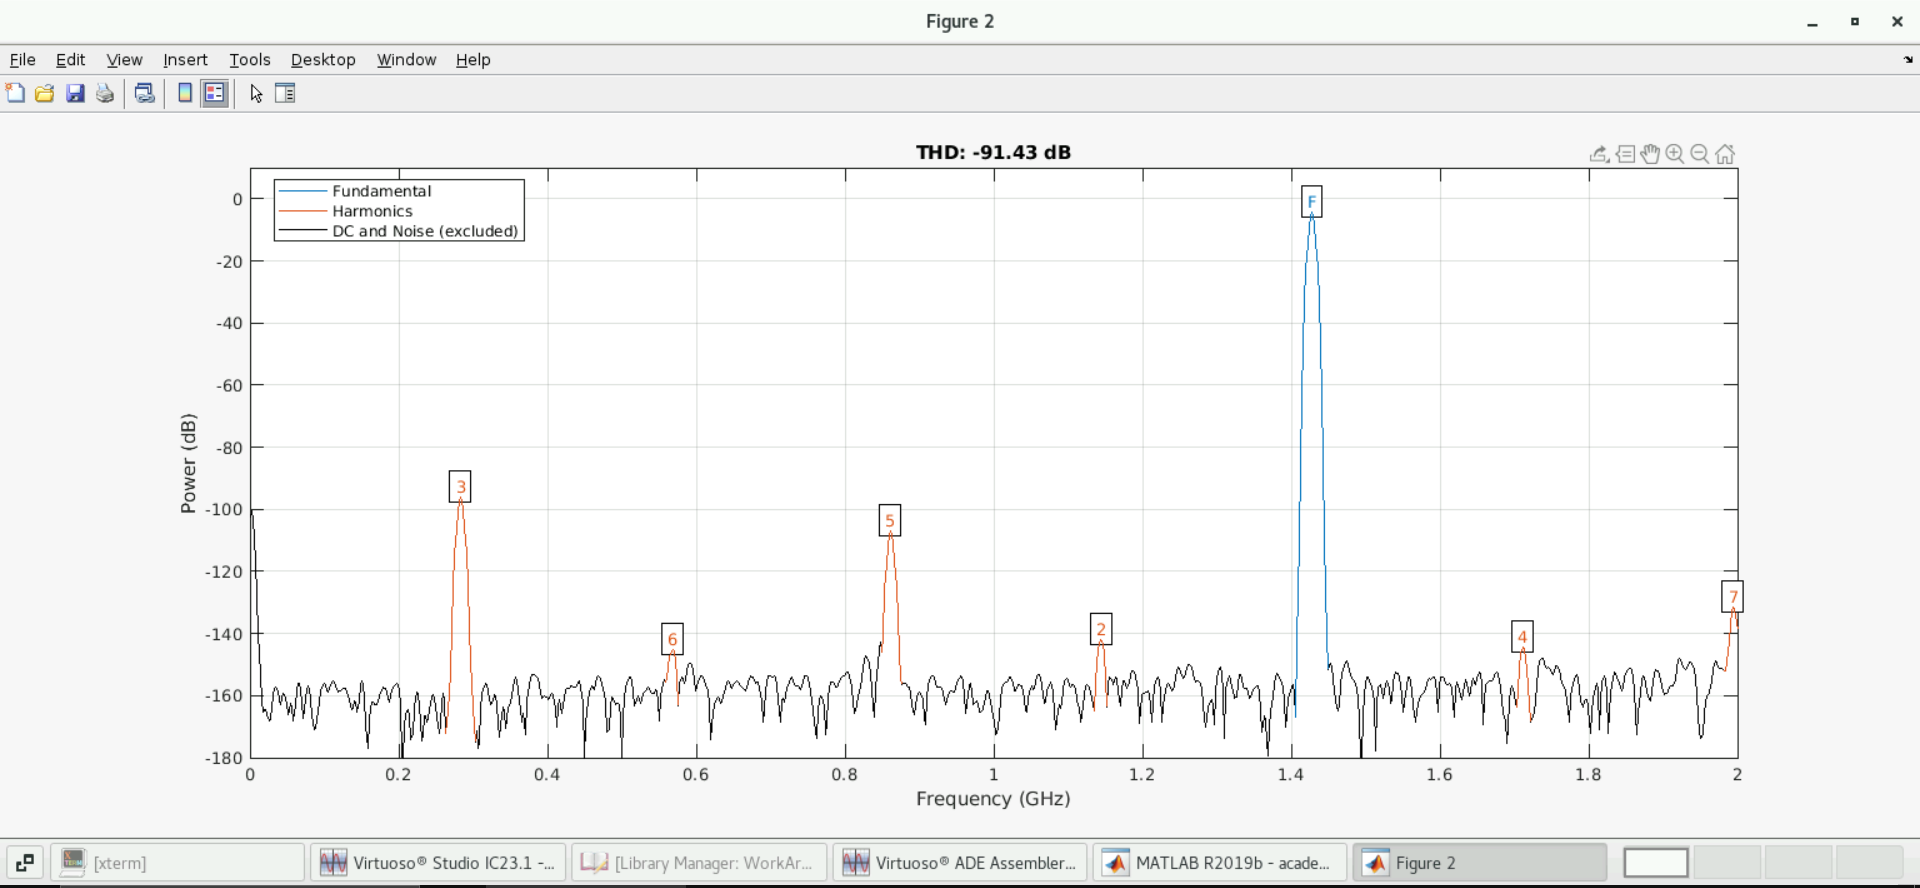 Figure 2
File Edit View Insert Tools Desktop Window Help
THD: -91.43 dB
Fundamental
Harmonics
DC and Noise (excluded)
F
3
5
7
2
4
6
0
-20
-40
-60
-80
-100
-120
-140
-160
-180
Power (dB)
0 0.2 0.4 0.6 0.8 1 1.2 1.4 1.6 1.8 2
Frequency (GHz)
[xterm] Virtuoso® Studio IC23.1 -... [Library Manager: WorkAr... Virtuoso® ADE Assembler... MATLAB R2019b - acade... Figure 2